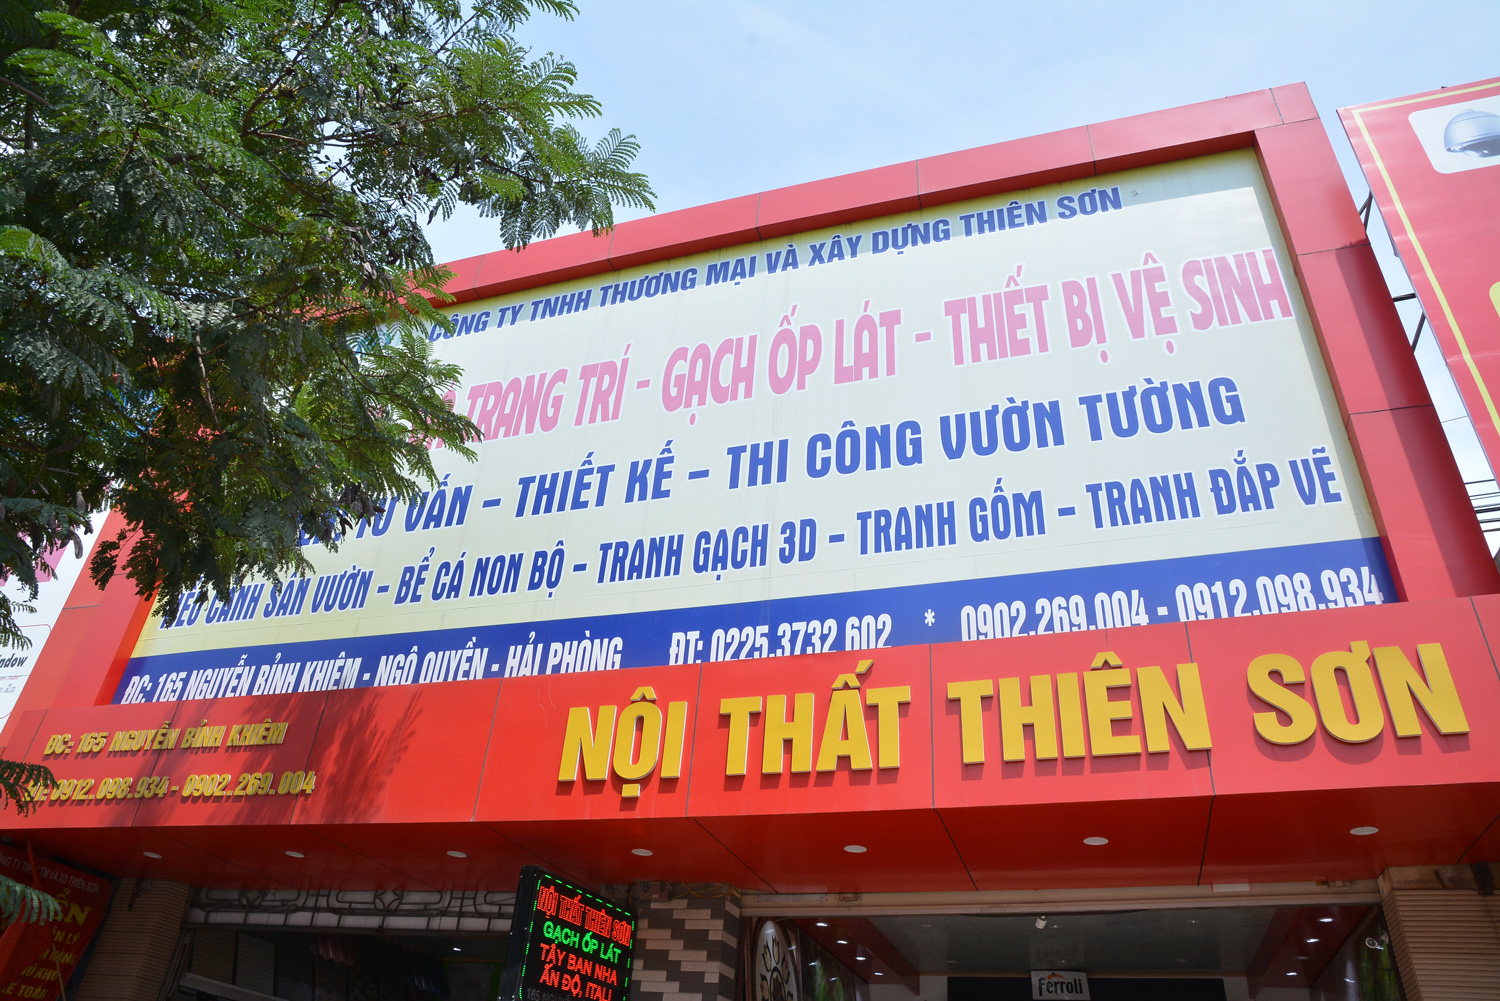 CÔNG TY TNHH THƯƠNG MẠI VÀ XÂY DỰNG THIÊN SƠN
TRANG TRÍ - GẠCH ỐP LÁT - THIẾT BỊ VỆ SINH
TƯ VẤN – THIẾT KẾ – THI CÔNG VƯỜN TƯỜNG
TIỂU CẢNH SÂN VƯỜN – BỂ CÁ NON BỘ – TRANH GẠCH 3D – TRANH GỐM – TRANH ĐẮP VẼ
ĐC: 165 NGUYỄN BỈNH KHIÊM - NGÔ QUYỀN - HẢI PHÒNG ĐT: 0225.3732 602 * 0902.269.004 - 0912.098.934
NỘI THẤT THIÊN SƠN
ĐC: 165 NGUYỄN BỈNH KHIÊM
0912.098.934 - 0902.269.004
NỘI THẤT THIÊN SƠN
GẠCH ỐP LÁT
TÂY BAN NHA
ẤN ĐỘ, ITALI
Ferroli